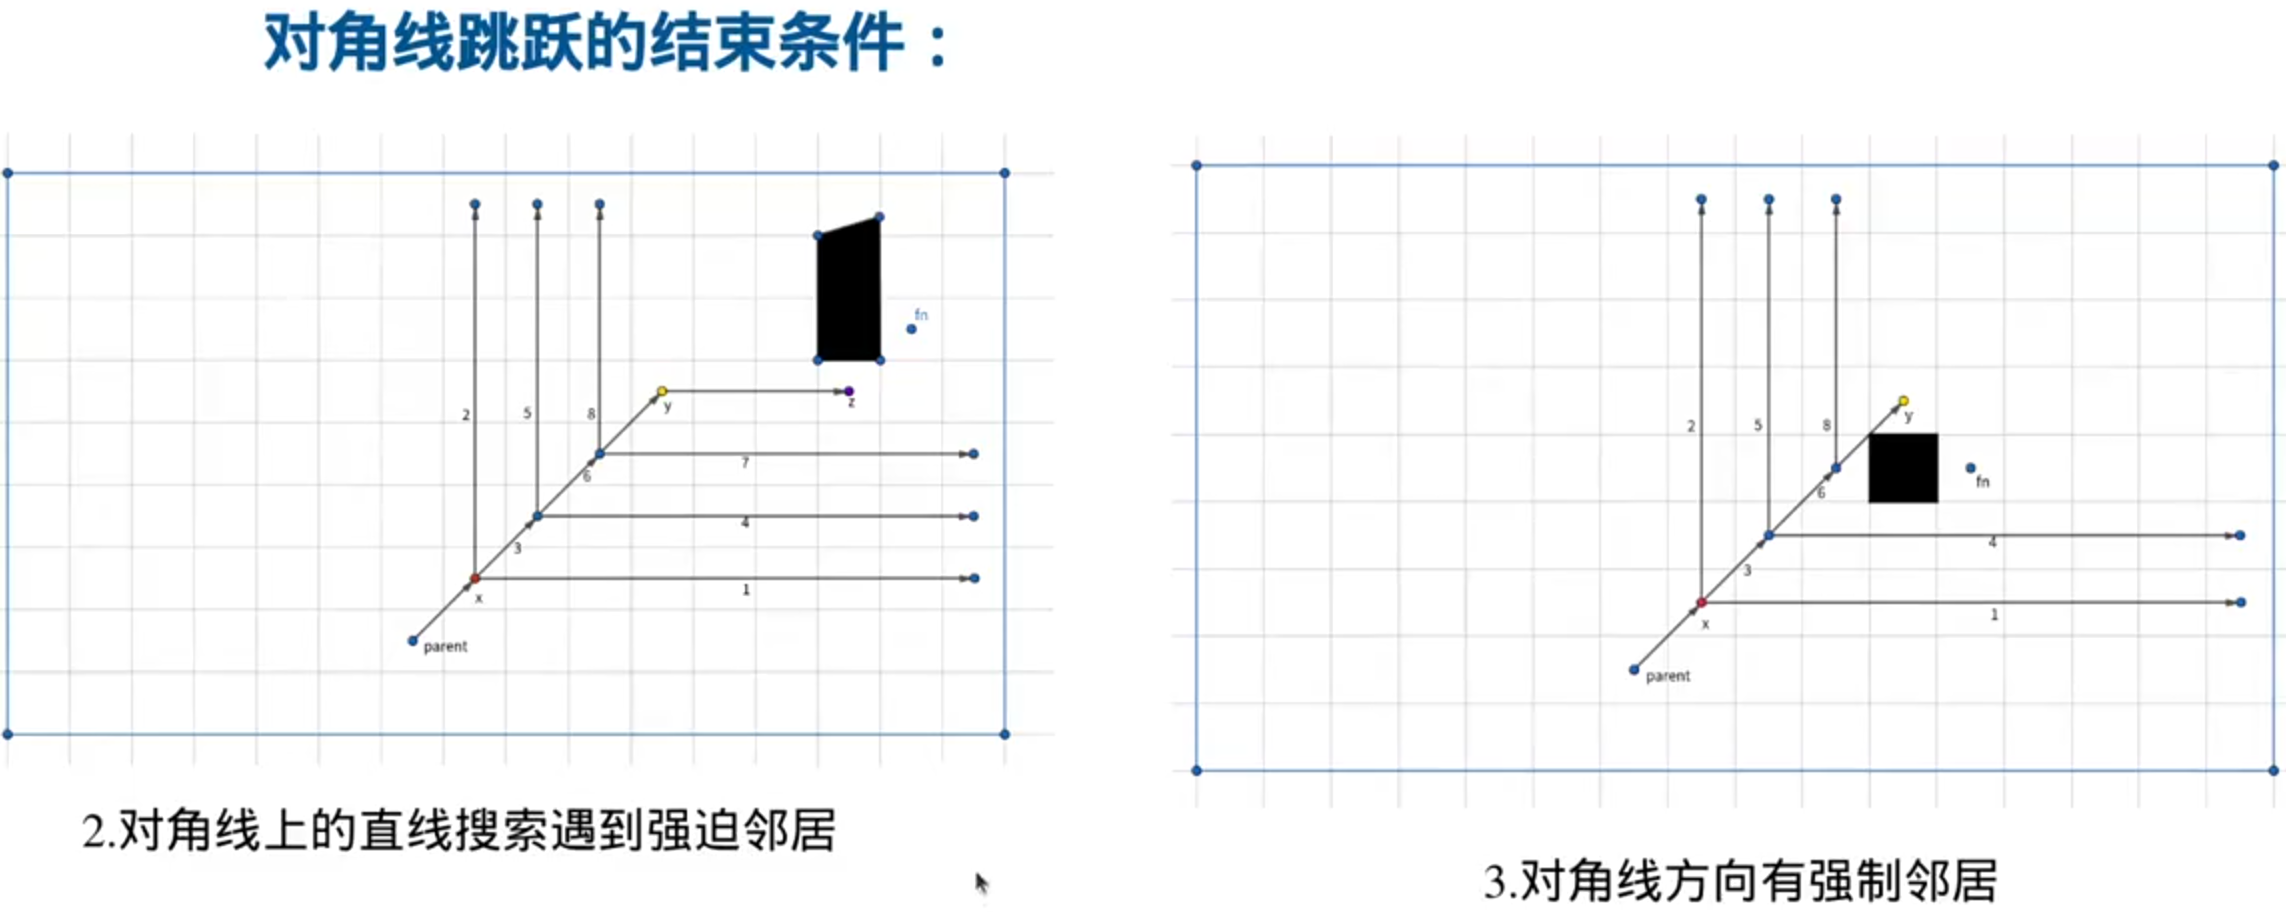 对角线跳跃的结束条件：
2
5
8
fn
y
z
6
7
3
4
x
1
parent
2.对角线上的直线搜索遇到强迫邻居
2
5
8
y
6
fn
3
4
x
1
parent
3.对角线方向有强制邻居